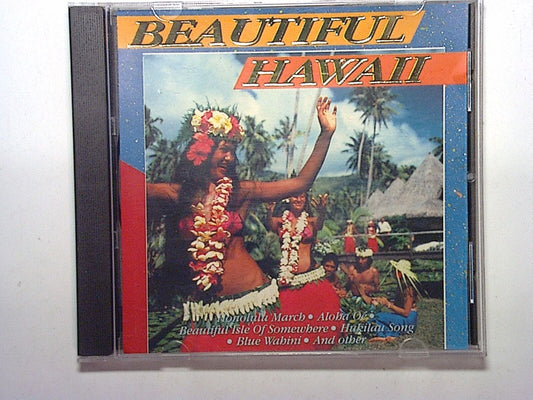 BEAUTIFUL
HAWAII
Honolulu March • Aloha Oe •
Beautiful Isle Of Somewhere • Hukilau Song
• Blue Wahini • And other